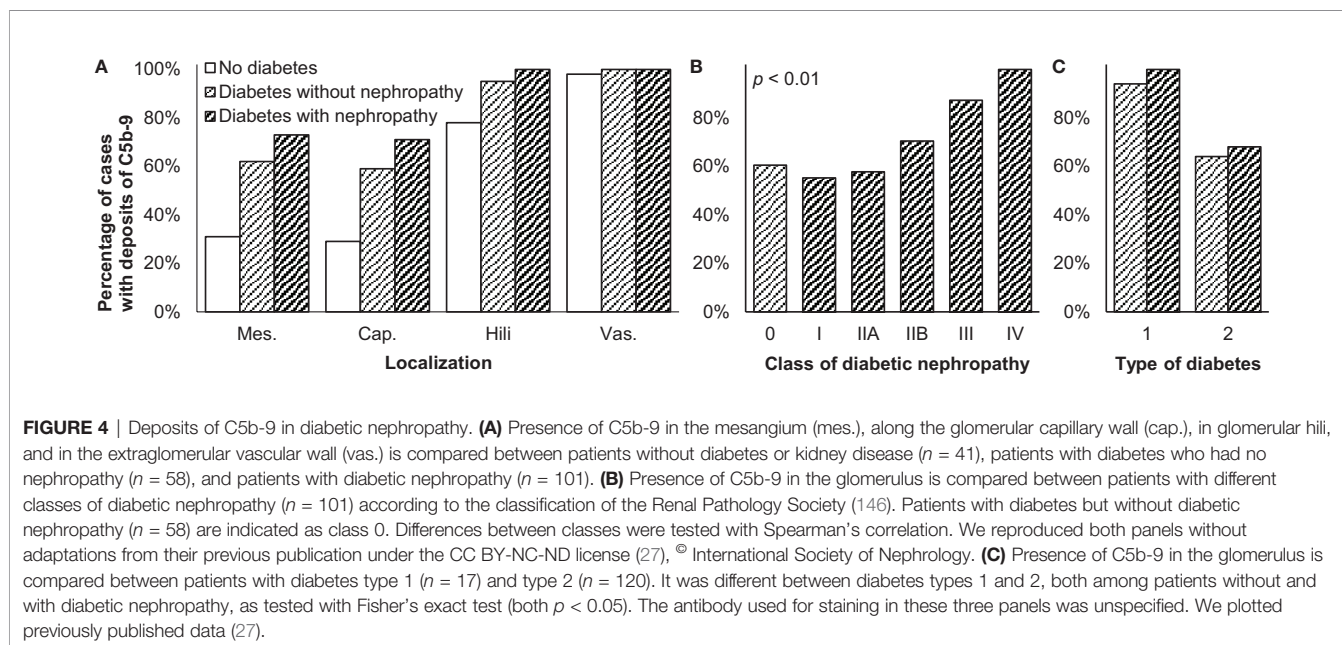 A
Percentage of cases
with deposits of C5b-9
100%
80%
60%
40%
20%
0%
No diabetes
Diabetes without nephropathy
Diabetes with nephropathy
Mes. Cap. Hili Vas.
Localization
B
p < 0.01
80%
60%
40%
20%
0%
0 I IIA IIB III IV
Class of diabetic nephropathy
C
80%
60%
40%
20%
0%
1 2
Type of diabetes
FIGURE 4 | Deposits of C5b-9 in diabetic nephropathy. (A) Presence of C5b-9 in the mesangium (mes.), along the glomerular capillary wall (cap.), in glomerular hili,
and in the extraglomerular vascular wall (vas.) is compared between patients without diabetes or kidney disease (n = 41), patients with diabetes who had no
nephropathy (n = 58), and patients with diabetic nephropathy (n = 101). (B) Presence of C5b-9 in the glomerulus is compared between patients with different
classes of diabetic nephropathy (n = 101) according to the classification of the Renal Pathology Society (146). Patients with diabetes but without diabetic
nephropathy (n = 58) are indicated as class 0. Differences between classes were tested with Spearman's correlation. We reproduced both panels without
adaptations from their previous publication under the CC BY-NC-ND license (27), © International Society of Nephrology. (C) Presence of C5b-9 in the glomerulus is
compared between patients with diabetes type 1 (n = 17) and type 2 (n = 120). It was different between diabetes types 1 and 2, both among patients without and
with diabetic nephropathy, as tested with Fisher's exact test (both p < 0.05). The antibody used for staining in these three panels was unspecified. We plotted
previously published data (27).